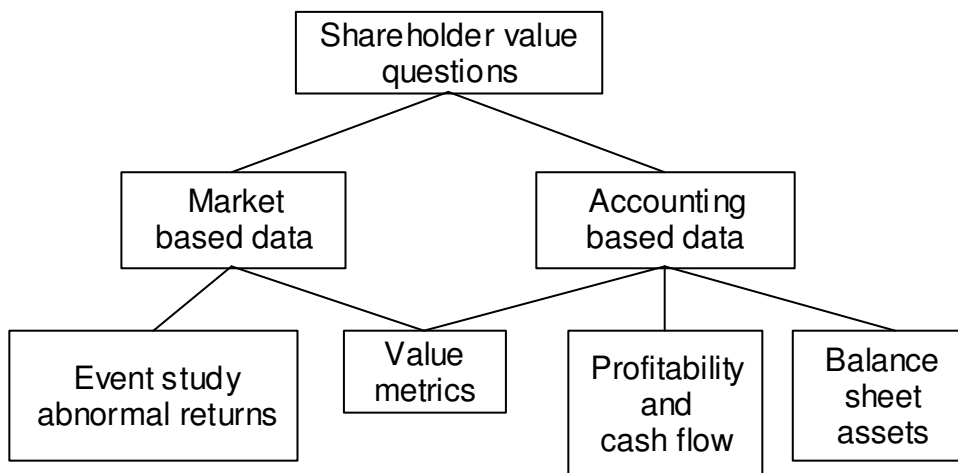 Shareholder value
questions
Market
based data
Accounting
based data
Event study
abnormal returns
Value
metrics
Profitability
and
cash flow
Balance
sheet
assets